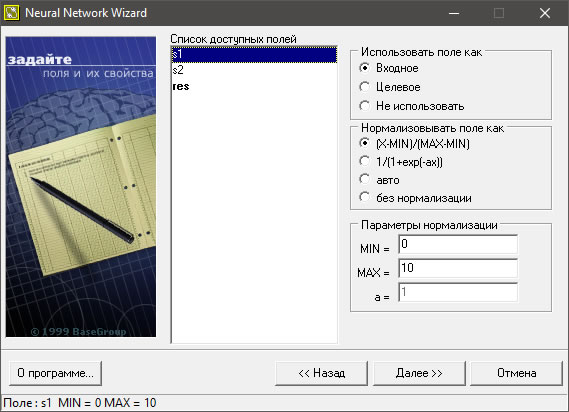 Neural Network Wizard
задайте
поля и их свойства
© 1999 BaseGroup
Список доступных полей
s1
s2
res
Использовать поле как
Входное
Целевое
Не использовать
Нормализовывать поле как
(X-MIN)/(MAX-MIN)
1/(1+exp(-ax))
авто
без нормализации
Параметры нормализации
MIN = 0
MAX = 10
a = 1
О программе...
<< Назад
Далее >>
Отмена
Поле : s1 MIN = 0 MAX = 10